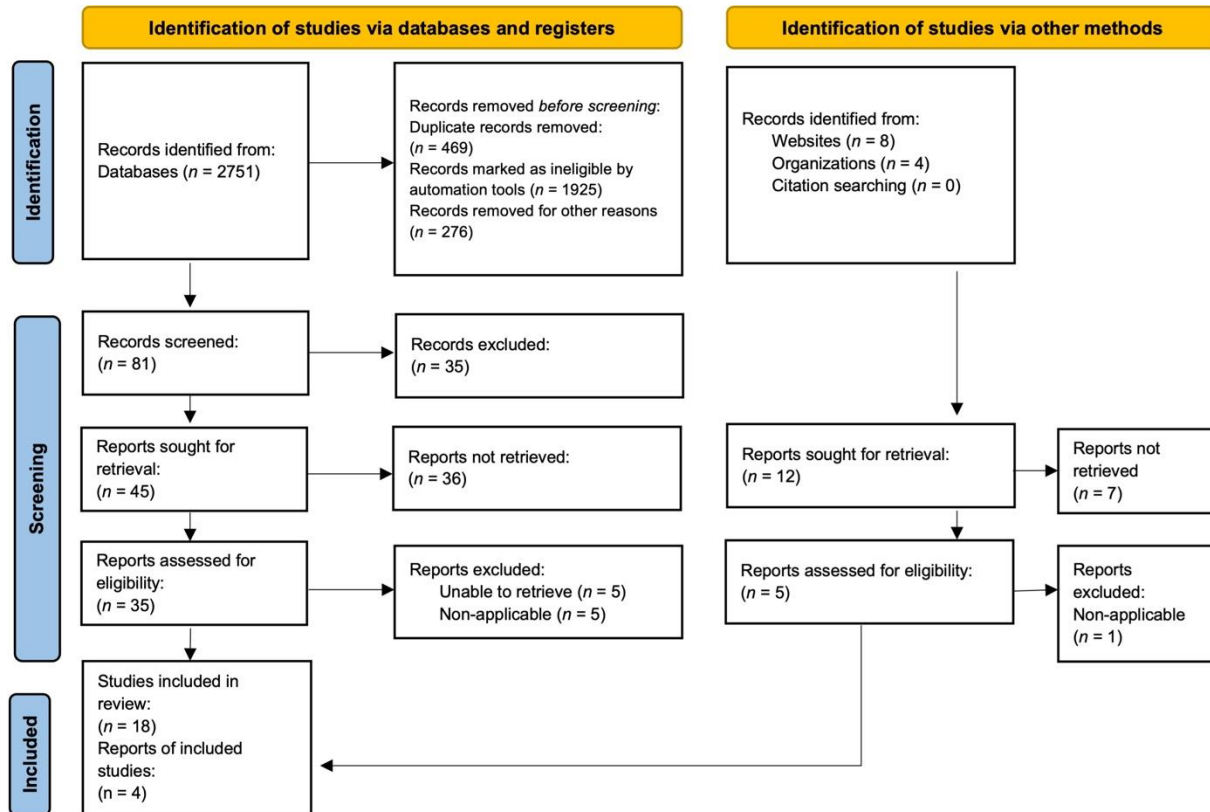 Identification of studies via databases and registers
Identification of studies via other methods
Identification
Records identified from:
Databases (n = 2751)
Records removed before screening:
Duplicate records removed:
(n = 469)
Records marked as ineligible by
automation tools (n = 1925)
Records removed for other reasons
(n = 276)
Records identified from:
Websites (n = 8)
Organizations (n = 4)
Citation searching (n = 0)
Screening
Records screened:
(n = 81)
Records excluded:
(n = 35)
Reports sought for
retrieval:
(n = 45)
Reports not retrieved:
(n = 36)
Reports sought for retrieval:
(n = 12)
Reports not
retrieved
(n = 7)
Reports assessed for
eligibility:
(n = 35)
Reports excluded:
Unable to retrieve (n = 5)
Non-applicable (n = 5)
Reports assessed for eligibility:
(n = 5)
Reports
excluded:
Non-applicable
(n = 1)
Included
Studies included in
review:
(n = 18)
Reports of included
studies:
(n = 4)